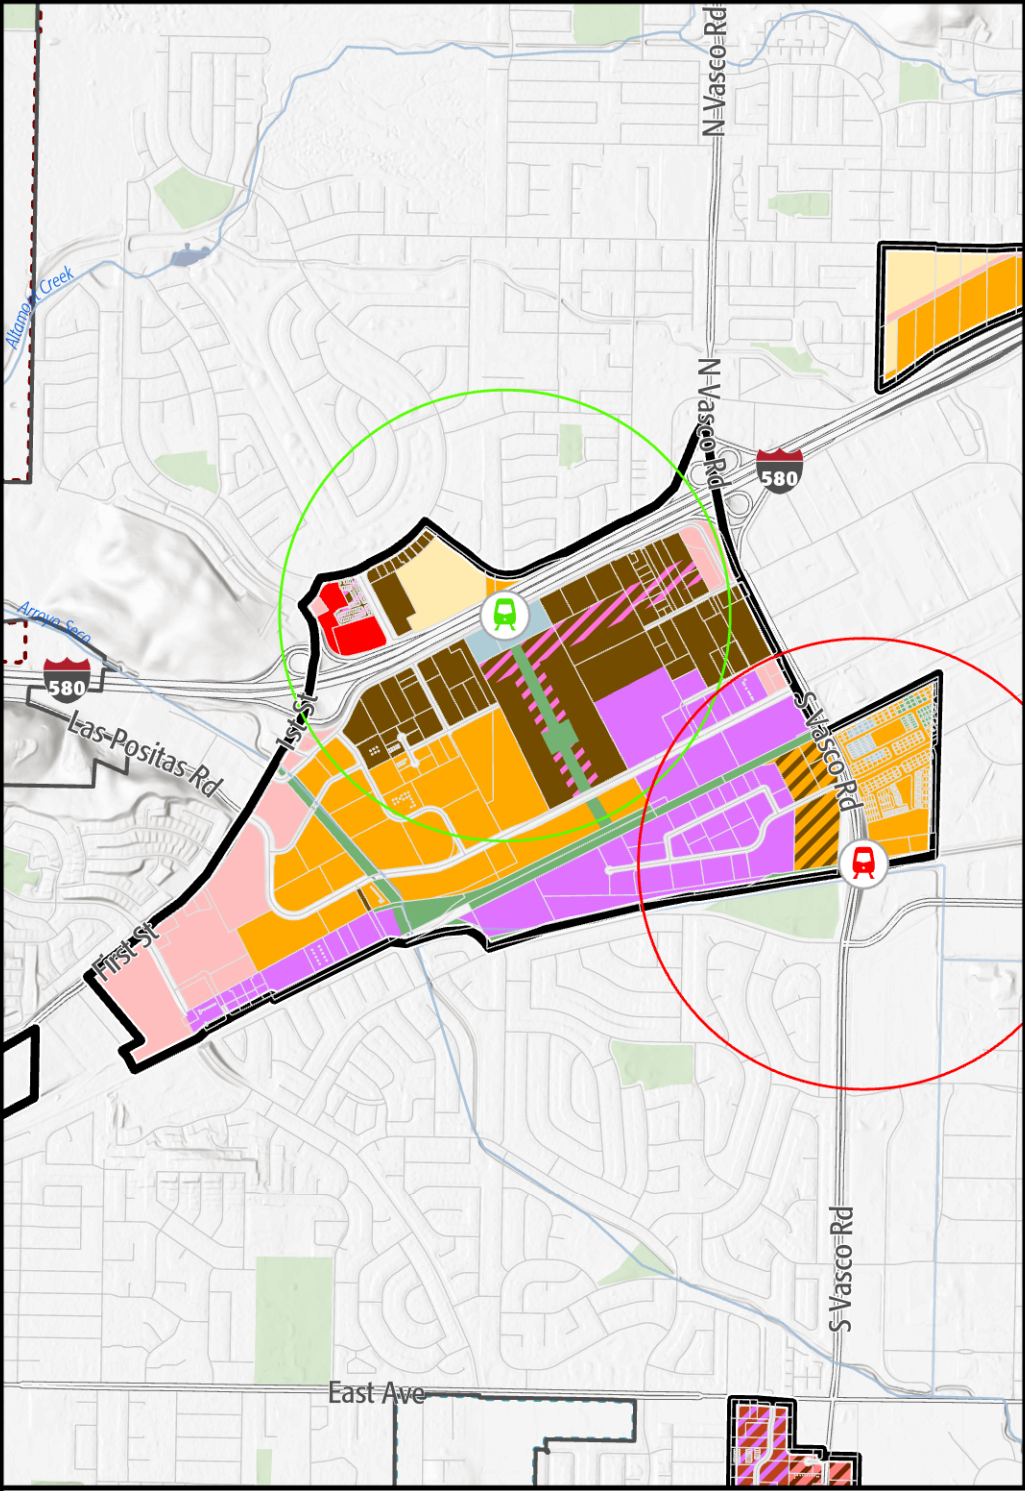 N Vasco Rd
Altamont Creek
N Vasco Rd
580
Arroyo Seco
580
Las Positas Rd
1st St
S Vasco Rd
First St
S Vasco Rd
East Ave